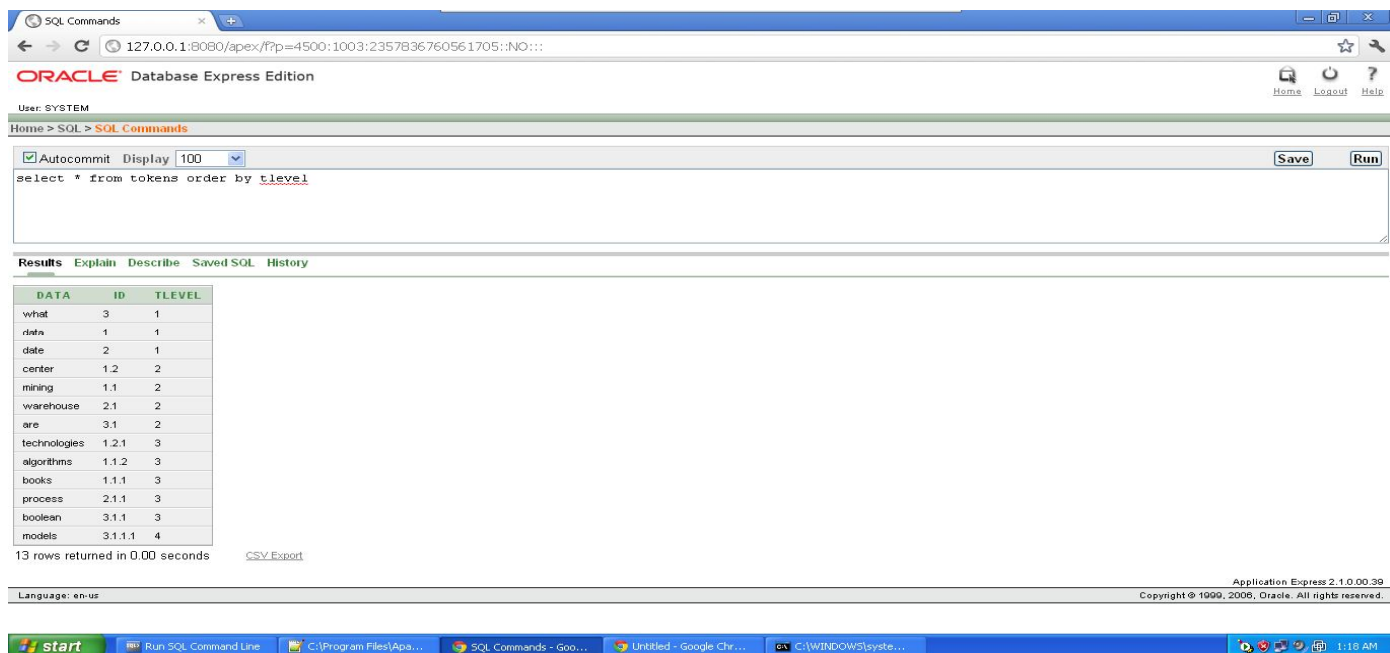 SQL Commands
127.0.0.1:8080/apex/f?p=4500:1003:2357836760561705::NO:::
ORACLE Database Express Edition
Home Logout Help
User: SYSTEM
Home > SQL > SQL Commands
Autocommit Display 100 Save Run
select * from tokens order by tlevel
Results Explain Describe Saved SQL History
DATA ID TLEVEL
what 3 1
data 1 1
date 2 1
center 1.2 2
mining 1.1 2
warehouse 2.1 2
are 3.1 2
technologies 1.2.1 3
algorithms 1.1.2 3
books 1.1.1 3
process 2.1.1 3
boolean 3.1.1 3
models 3.1.1.1 4
13 rows returned in 0.00 seconds CSV Export
Application Express 2.1.0.00.39
Language: en-us Copyright © 1999, 2006, Oracle. All rights reserved.
start Run SQL Command Line C:\Program Files\Apa... SQL Commands - Goo... Untitled - Google Chr... C:\WINDOWS\syste... 1:18 AM